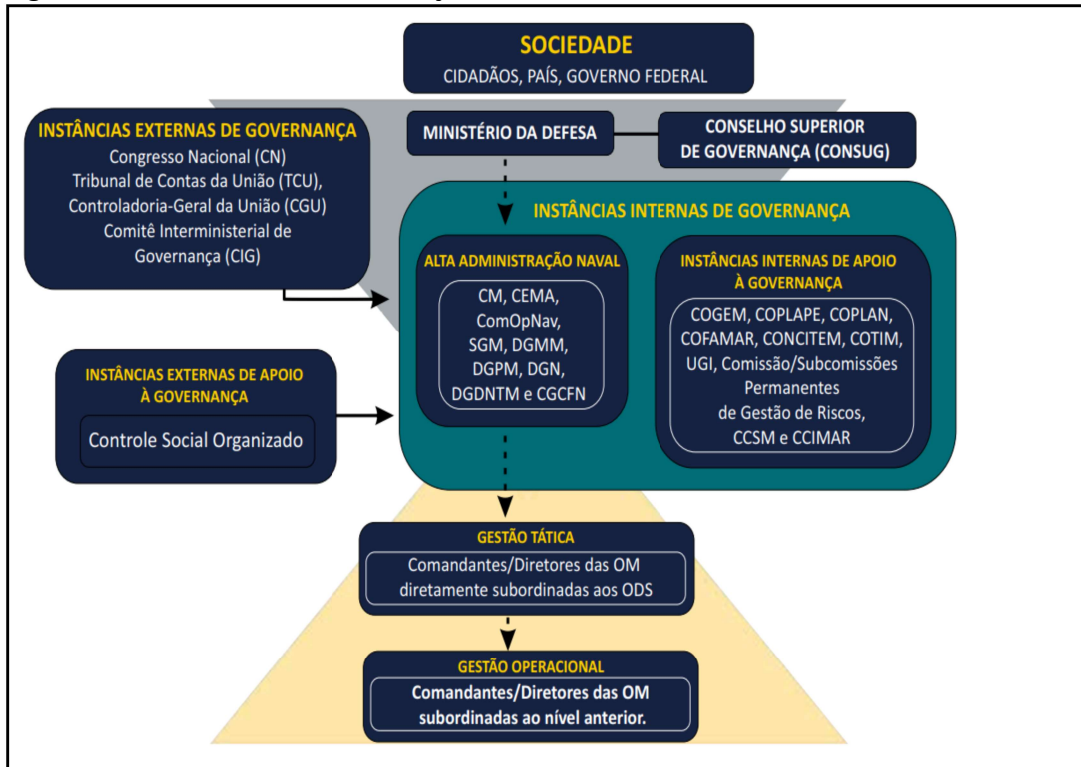 SOCIEDADE
CIDADÃOS, PAÍS, GOVERNO FEDERAL
INSTÂNCIAS EXTERNAS DE GOVERNANÇA
Congresso Nacional (CN)
Tribunal de Contas da União (TCU),
Controladoria-Geral da União (CGU)
Comitê Interministerial de
Governança (CIG)
MINISTÉRIO DA DEFESA
CONSELHO SUPERIOR
DE GOVERNANÇA (CONSUG)
INSTÂNCIAS INTERNAS DE GOVERNANÇA
ALTA ADMINISTRAÇÃO NAVAL
CM, CEMA,
ComOpNav,
SGM, DGMM,
DGPM, DGN,
DGDNTM e CGCFN
INSTÂNCIAS INTERNAS DE APOIO
À GOVERNANÇA
COGEM, COPLAPE, COPLAN,
COFAMAR, CONCITEM, COTIM,
UGI, Comissão/Subcomissões
Permanentes
de Gestão de Riscos,
CCSM e CCIMAR
INSTÂNCIAS EXTERNAS DE APOIO
À GOVERNANÇA
Controle Social Organizado
GESTÃO TÁTICA
Comandantes/Diretores das OM
diretamente subordinadas aos ODS
GESTÃO OPERACIONAL
Comandantes/Diretores das OM
subordinadas ao nível anterior.